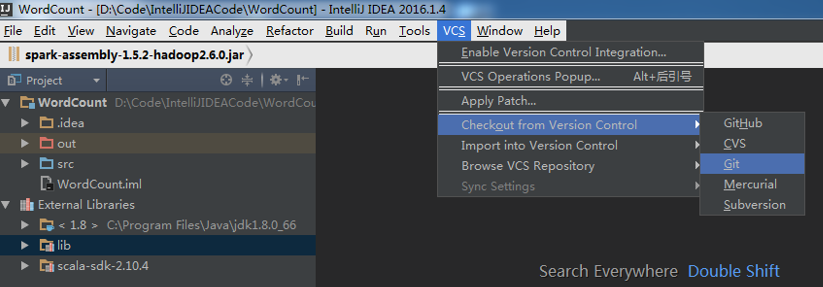 WordCount - [D:\Code\IntelliJIDEACode\WordCount] - IntelliJ IDEA 2016.1.4
File Edit View Navigate Code Analyze Refactor Build Run Tools VCS Window Help
spark-assembly-1.5.2-hadoop2.6.0.jar
Project
WordCount D:\Code\IntelliJIDEACode\WordCou
.idea
out
src
WordCount.iml
External Libraries
< 1.8 > C:\Program Files\Java\jdk1.8.0_66
lib
scala-sdk-2.10.4
Enable Version Control Integration...
VCS Operations Popup... Alt+后引号
Apply Patch...
Checkout from Version Control
Import into Version Control
Browse VCS Repository
Sync Settings
GitHub
CVS
Git
Mercurial
Subversion
Search Everywhere Double Shift